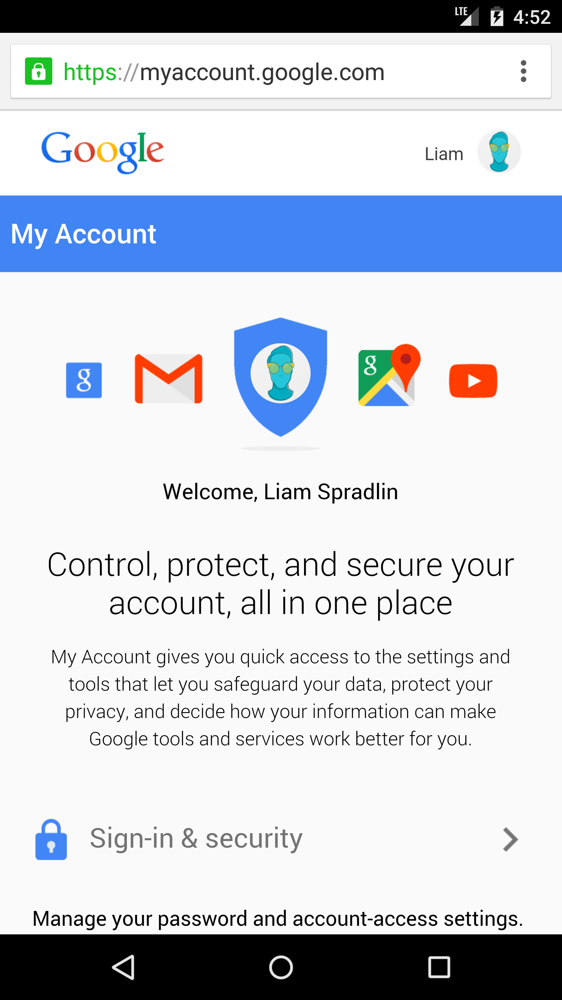 LTE 4:52
https://myaccount.google.com
Google
Liam
My Account
g
g
Welcome, Liam Spradlin
Control, protect, and secure your
account, all in one place
My Account gives you quick access to the settings and
tools that let you safeguard your data, protect your
privacy, and decide how your information can make
Google tools and services work better for you.
Sign-in & security
Manage your password and account-access settings.